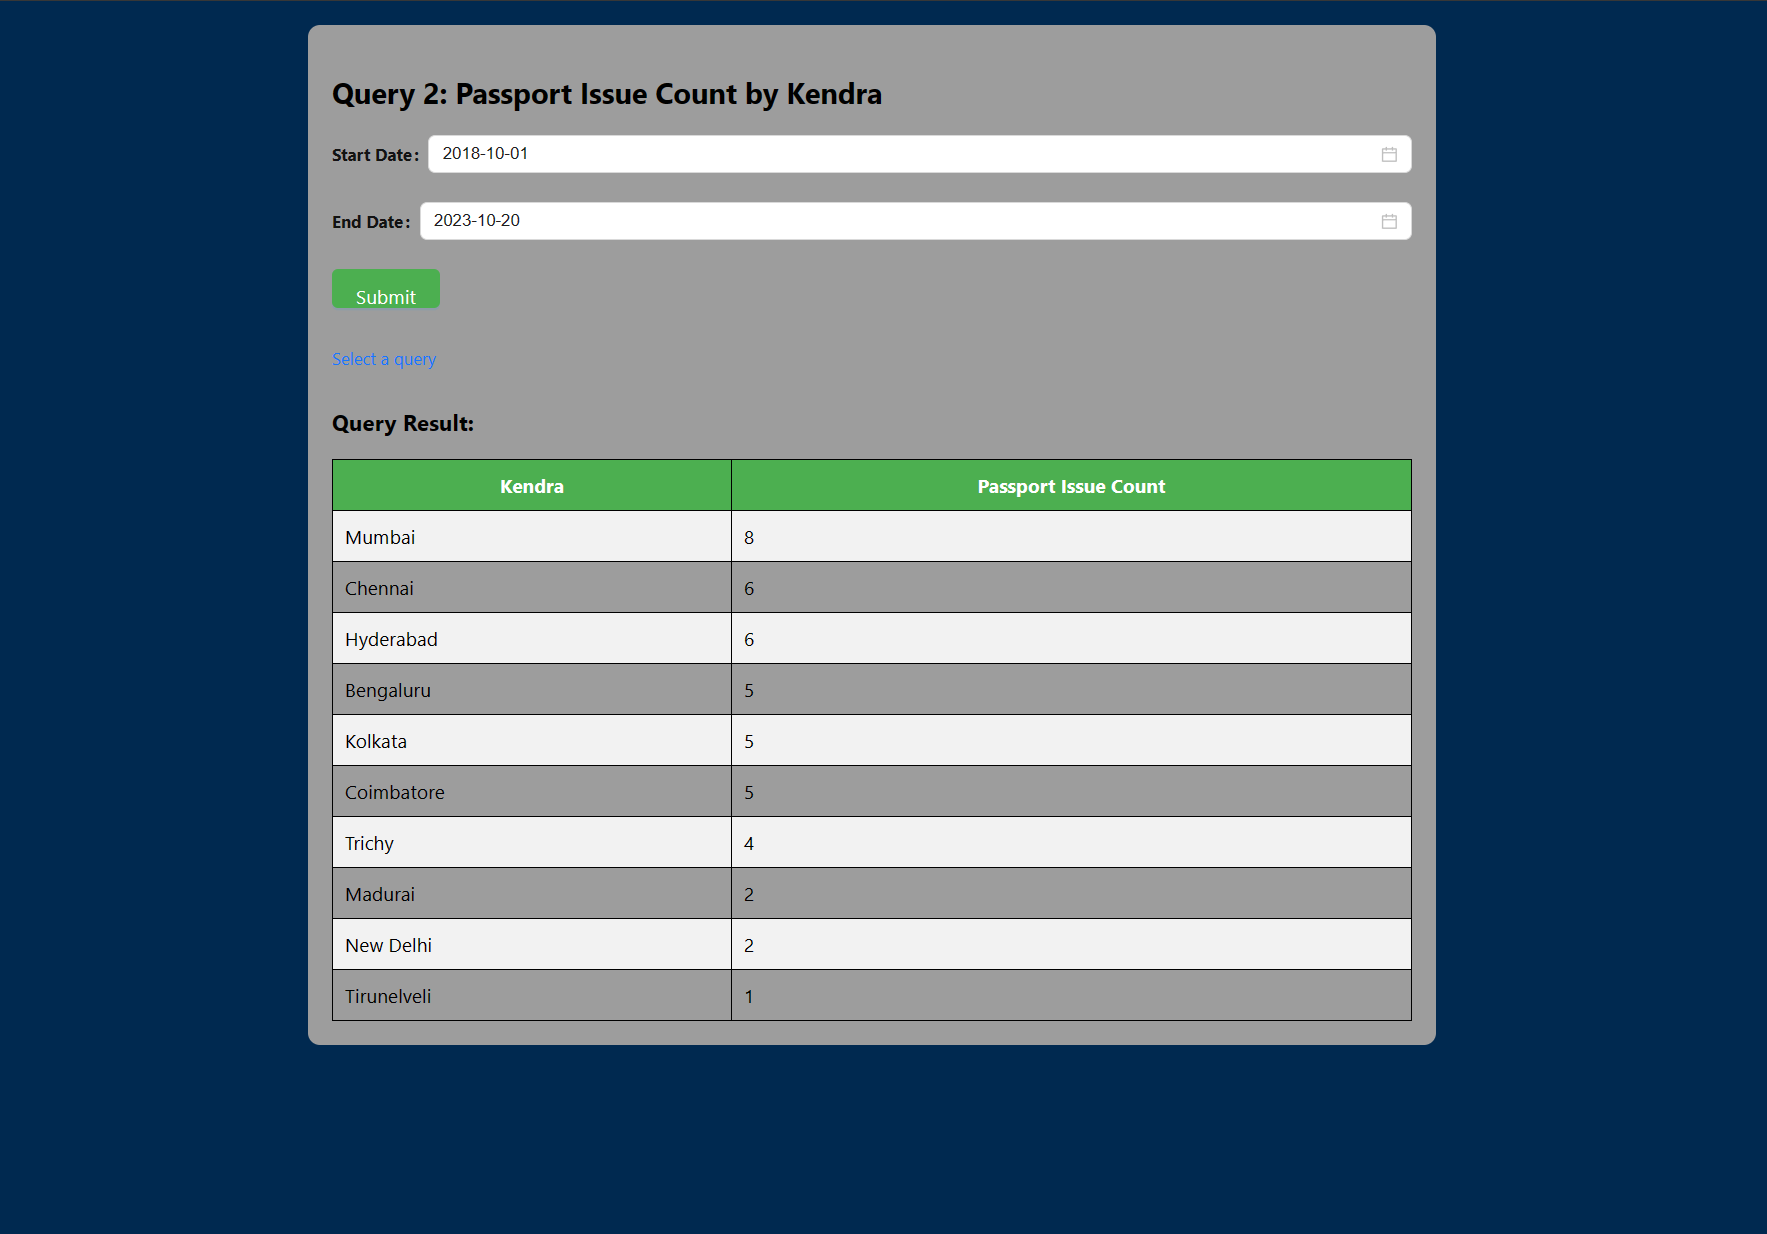 Query 2: Passport Issue Count by Kendra
Start Date: 2018-10-01
End Date: 2023-10-20
Submit
Select a query
Query Result:
Kendra Passport Issue Count
Mumbai 8
Chennai 6
Hyderabad 6
Bengaluru 5
Kolkata 5
Coimbatore 5
Trichy 4
Madurai 2
New Delhi 2
Tirunelveli 1